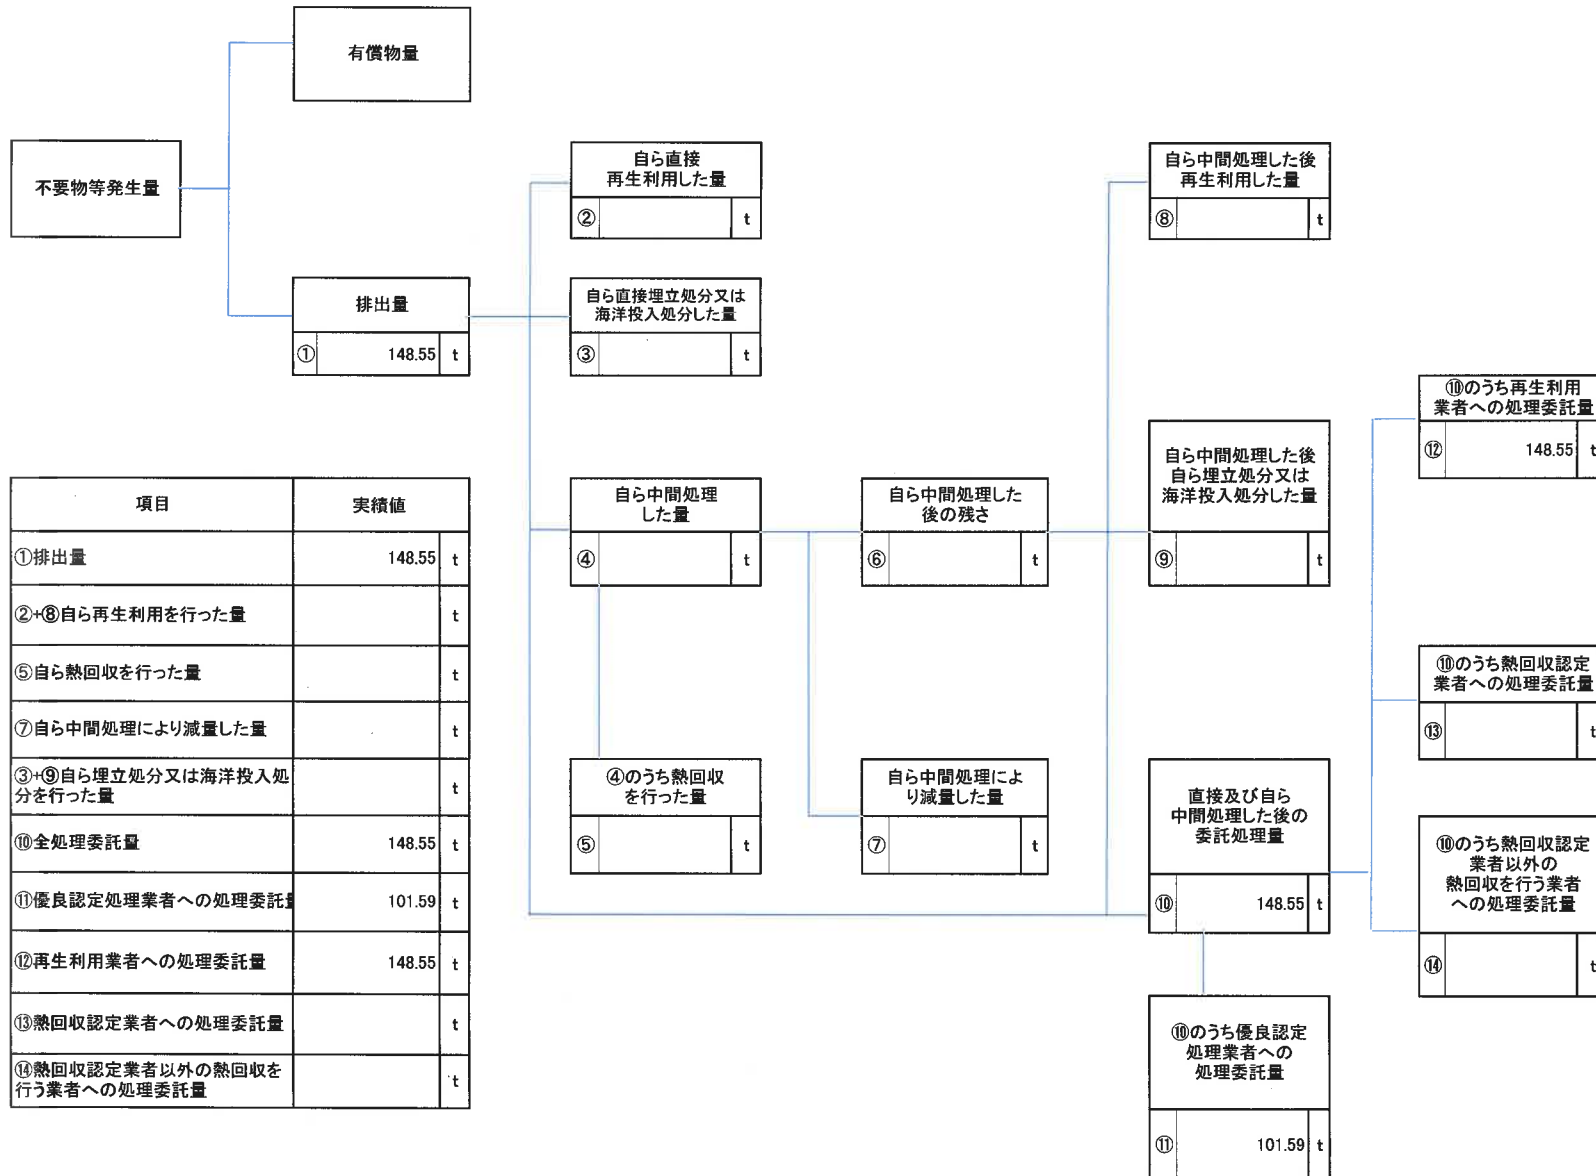 有償物量
不要物等発生量
排出量
① 148.55 t
自ら直接
再生利用した量
② t
自ら直接埋立処分又は
海洋投入処分した量
③ t
自ら中間処理
した量
④ t
④のうち熱回収
を行った量
⑤ t
自ら中間処理した
後の残さ
⑥ t
自ら中間処理によ
り減量した量
⑦ t
自ら中間処理した後
再生利用した量
⑧ t
自ら中間処理した後
自ら埋立処分又は
海洋投入処分した量
⑨ t
直接及び自ら
中間処理した後の
委託処理量
⑩ 148.55 t
⑩のうち優良認定
処理業者への
処理委託量
⑪ 101.59 t
⑩のうち再生利用
業者への処理委託量
⑫ 148.55 t
⑩のうち熱回収認定
業者への処理委託量
⑬ t
⑩のうち熱回収認定
業者以外の
熱回収を行う業者
への処理委託量
⑭ t
項目 実績値
①排出量 148.55 t
②+⑧自ら再生利用を行った量 t
⑤自ら熱回収を行った量 t
⑦自ら中間処理により減量した量 t
③+⑨自ら埋立処分又は海洋投入処
分を行った量 t
⑩全処理委託量 148.55 t
⑪優良認定処理業者への処理委託量 101.59 t
⑫再生利用業者への処理委託量 148.55 t
⑬熱回収認定業者への処理委託量 t
⑭熱回収認定業者以外の熱回収を
行う業者への処理委託量 t